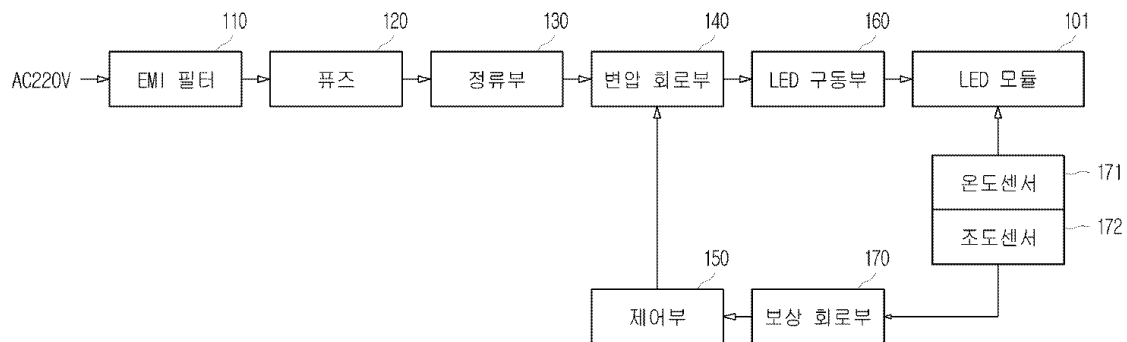 110
120
130
140
160
101
AC220V
EMI 필터
퓨즈
정류부
변압 회로부
LED 구동부
LED 모듈
온도센서
171
조도센서
172
150
170
제어부
보상 회로부